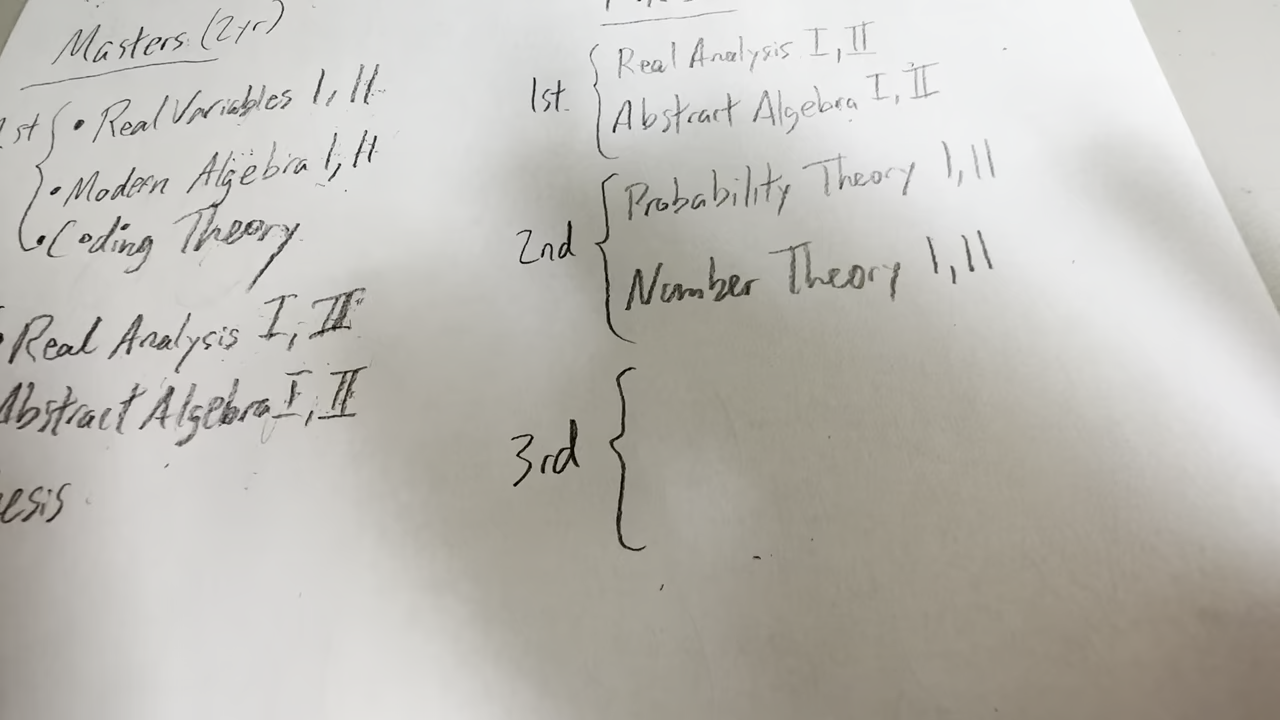 Masters (2yr)
1st
• Real Variables I, II
• Modern Algebra I, II
• Coding Theory
Real Analysis I, II
Abstract Algebra I, II
1st
Real Analysis I, II
Abstract Algebra I, II
2nd
Probability Theory I, II
Number Theory I, II
3rd